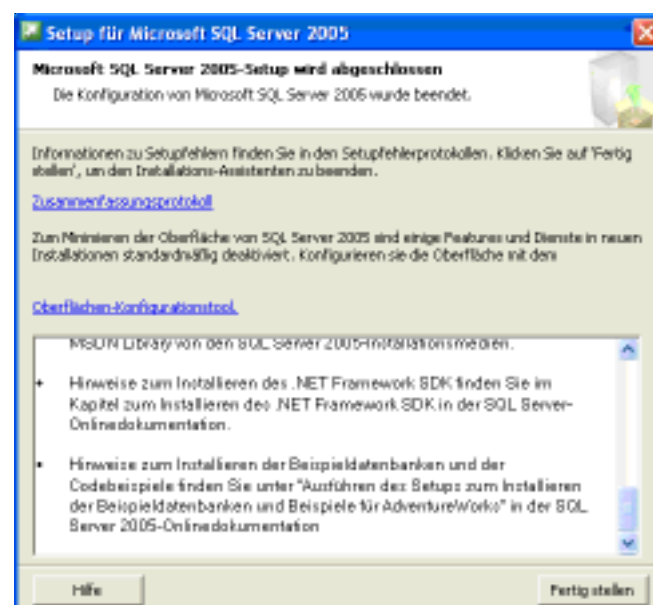 Setup für Microsoft SQL Server 2005
Microsoft SQL Server 2005-Setup wird abgeschlossen
Die Konfiguration von Microsoft SQL Server 2005 wurde beendet.
Informationen zu Setupfehlern finden Sie in den Setupfehlerprotokollen. Klicken Sie auf 'Fertig
stellen', um den Installations-Assistenten zu beenden.
Zusammenfassungsprotokoll
Zum Minimieren der Oberfläche von SQL Server 2005 sind einige Features und Dienste in neuen
Installationen standardmäßig deaktiviert. Konfigurieren sie die Oberfläche mit dem
Oberflächen-Konfigurationstool.
MSDN Library von den SQL Server 2005-Installationsmedien.
• Hinweise zum Installieren des .NET Framework SDK finden Sie im
Kapitel zum Installieren des .NET Framework SDK in der SQL Server-
Onlinedokumentation.
• Hinweise zum Installieren der Beispieldatenbanken und der
Codebeispiele finden Sie unter "Ausführen des Setups zum Installieren
der Beispieldatenbanken und Beispiele für AdventureWorks" in der SQL
Server 2005-Onlinedokumentation
Hilfe
Fertig stellen